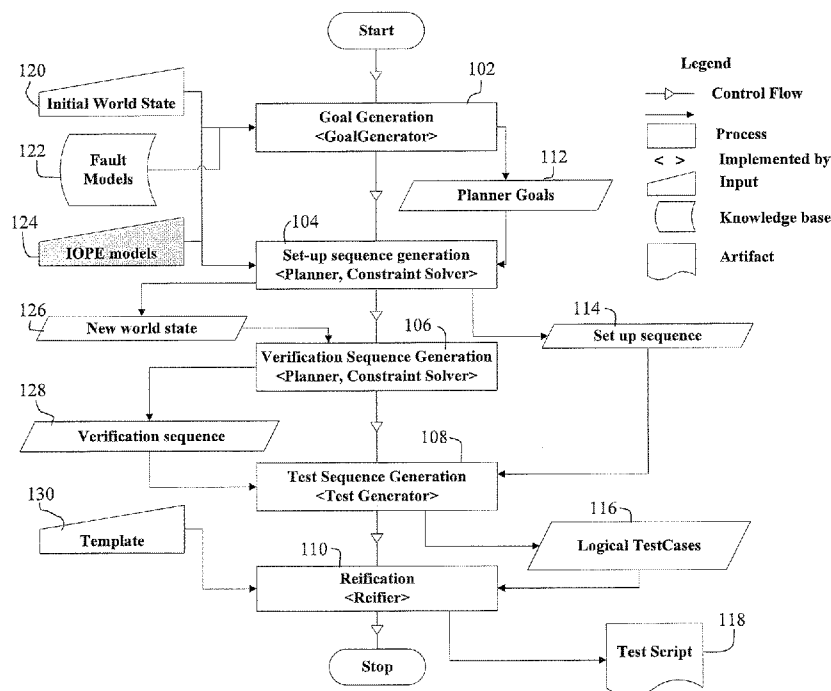 Start
120
Initial World State
102
Goal Generation
<GoalGenerator>
122
Fault
Models
112
Planner Goals
124
IOPE models
104
Set-up sequence generation
<Planner, Constraint Solver>
126
New world state
106
Verification Sequence Generation
<Planner, Constraint Solver>
114
Set up sequence
128
Verification sequence
108
Test Sequence Generation
<Test Generator>
130
Template
116
Logical TestCases
110
Reification
<Reifier>
118
Test Script
Stop
Legend
Control Flow
Process
< > Implemented by
Input
Knowledge base
Artifact